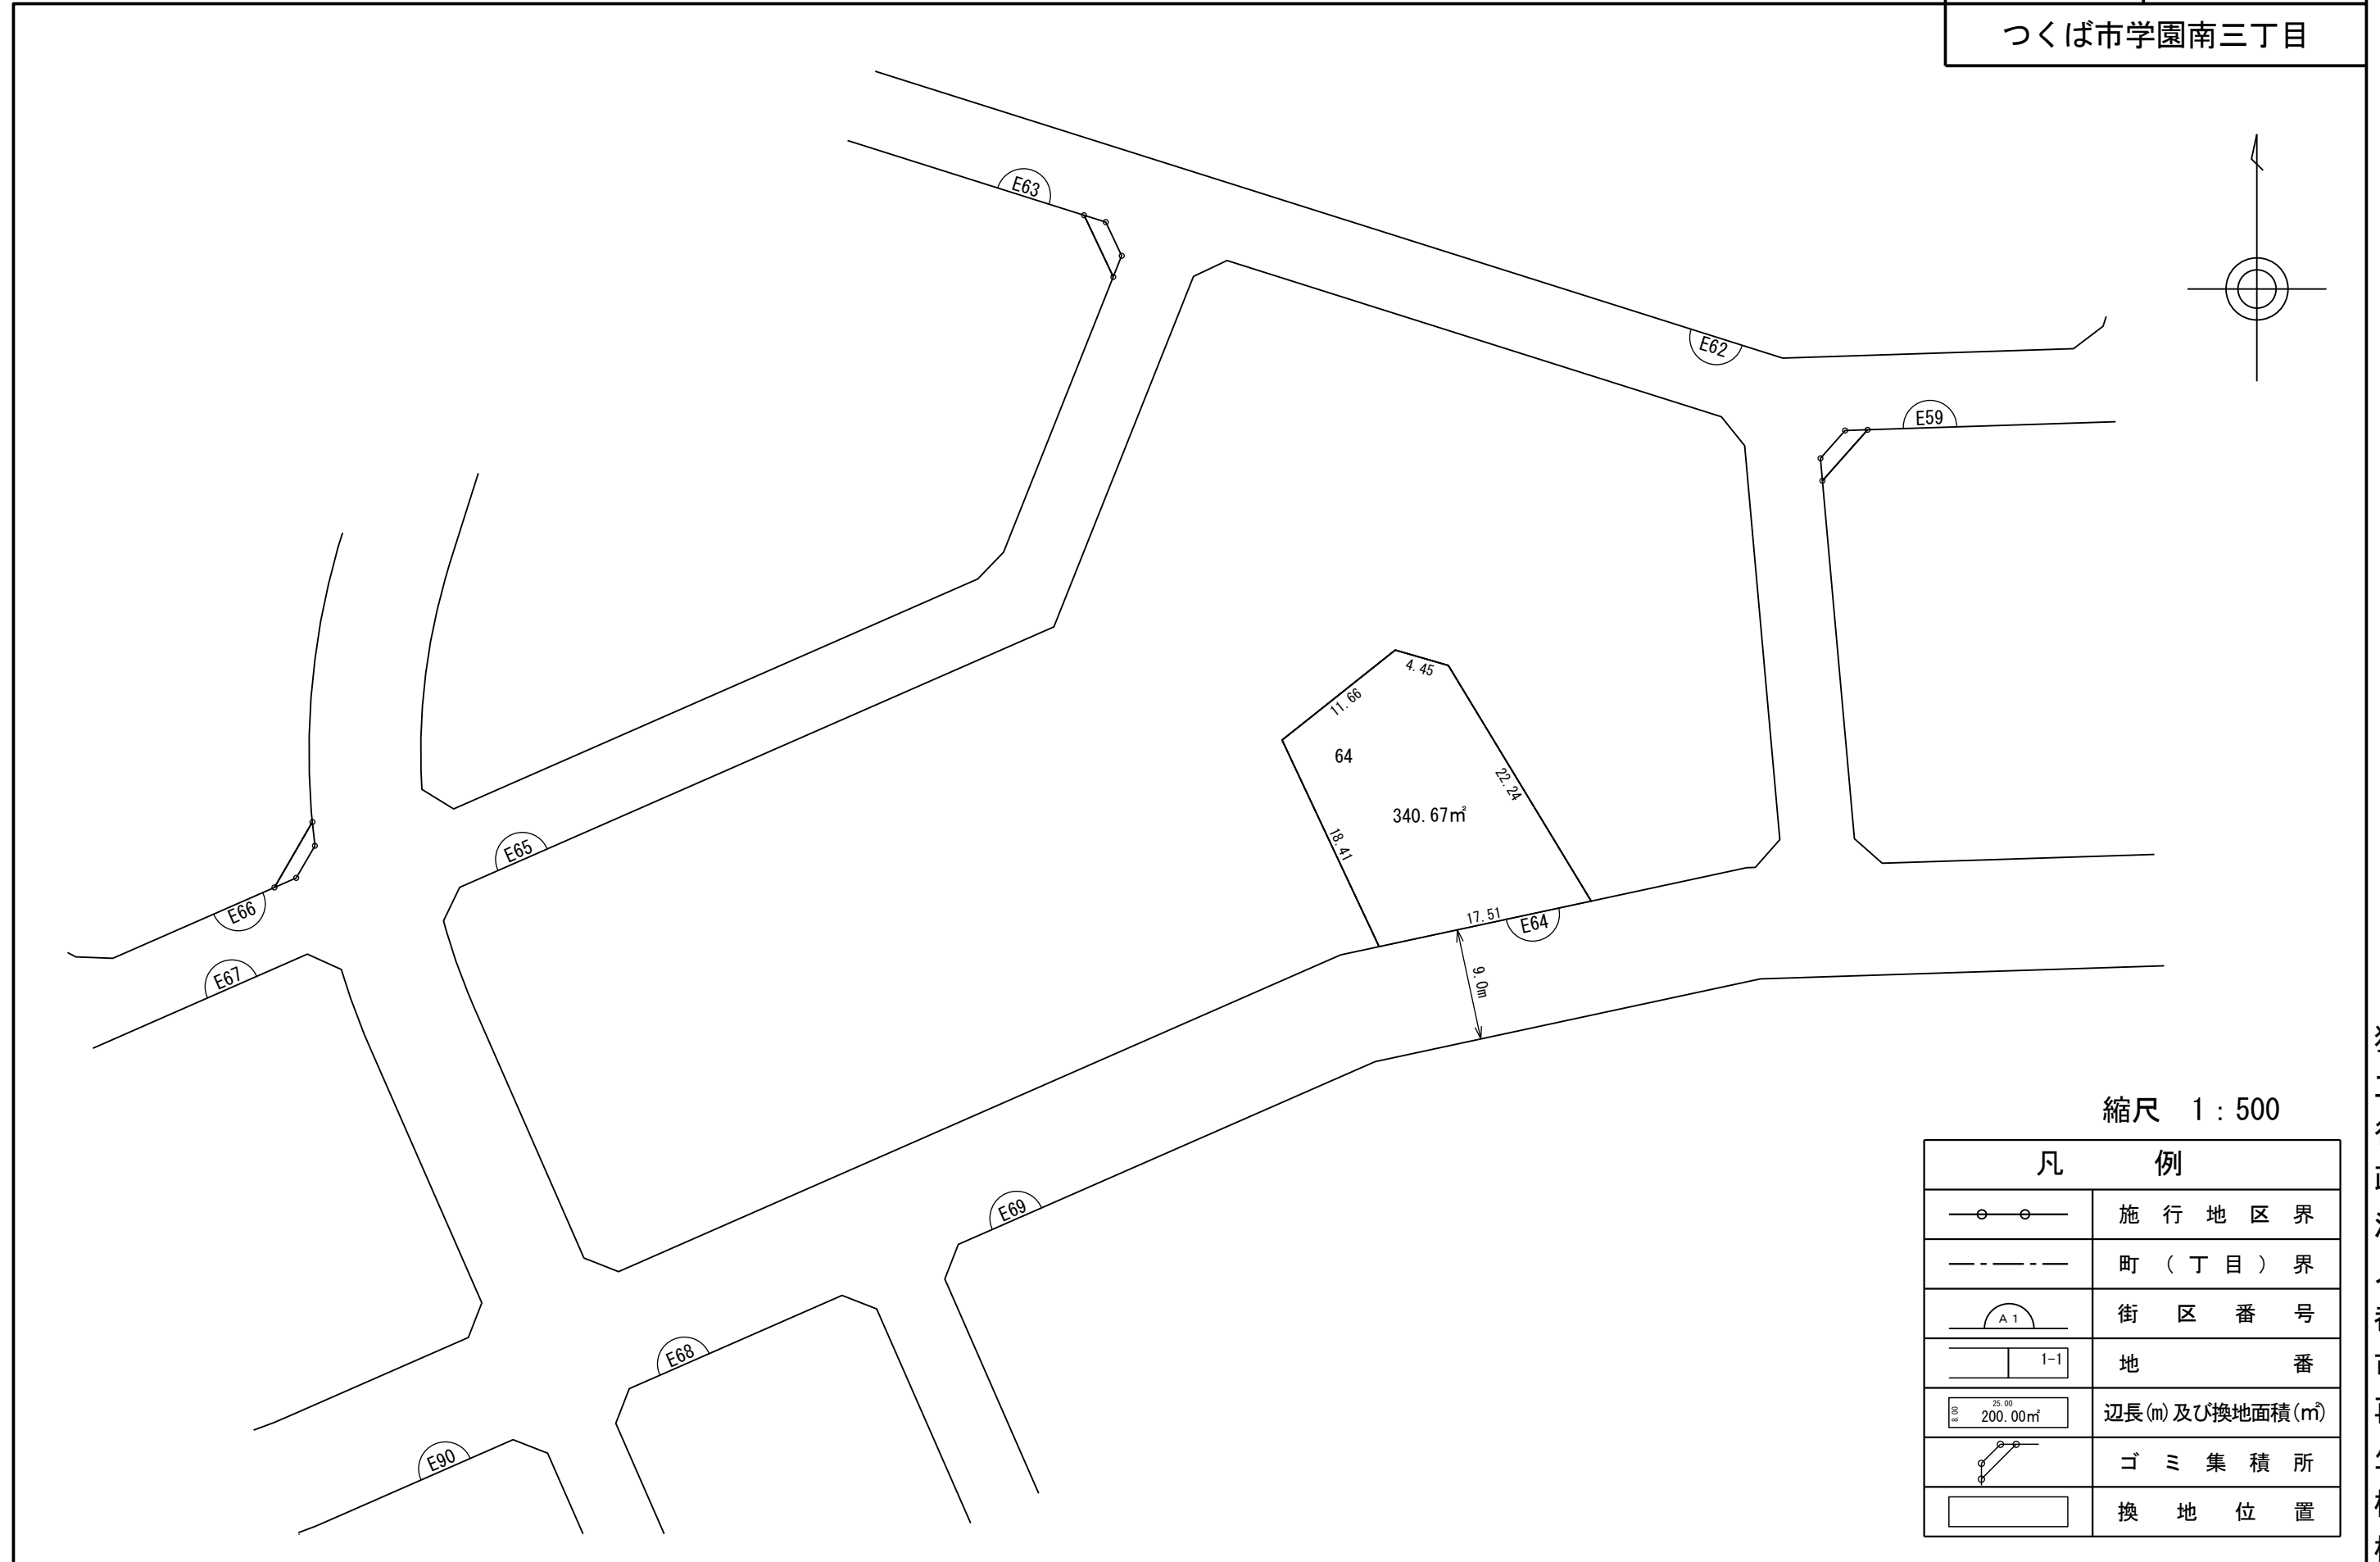 つくば市学園南三丁目
E63
E62
E59
4.45
11.66
64
22.24
340.67㎡
18.41
E65
17.51
E64
E66
E67
9.0m
縮尺 1:500
凡 例
施行地区界
町(丁目)界
A1 街区番号
1-1 地番
25.00
8.00 200.00㎡ 辺長(m)及び換地面積(㎡)
ゴミ集積所
換地位置
E69
E68
E90